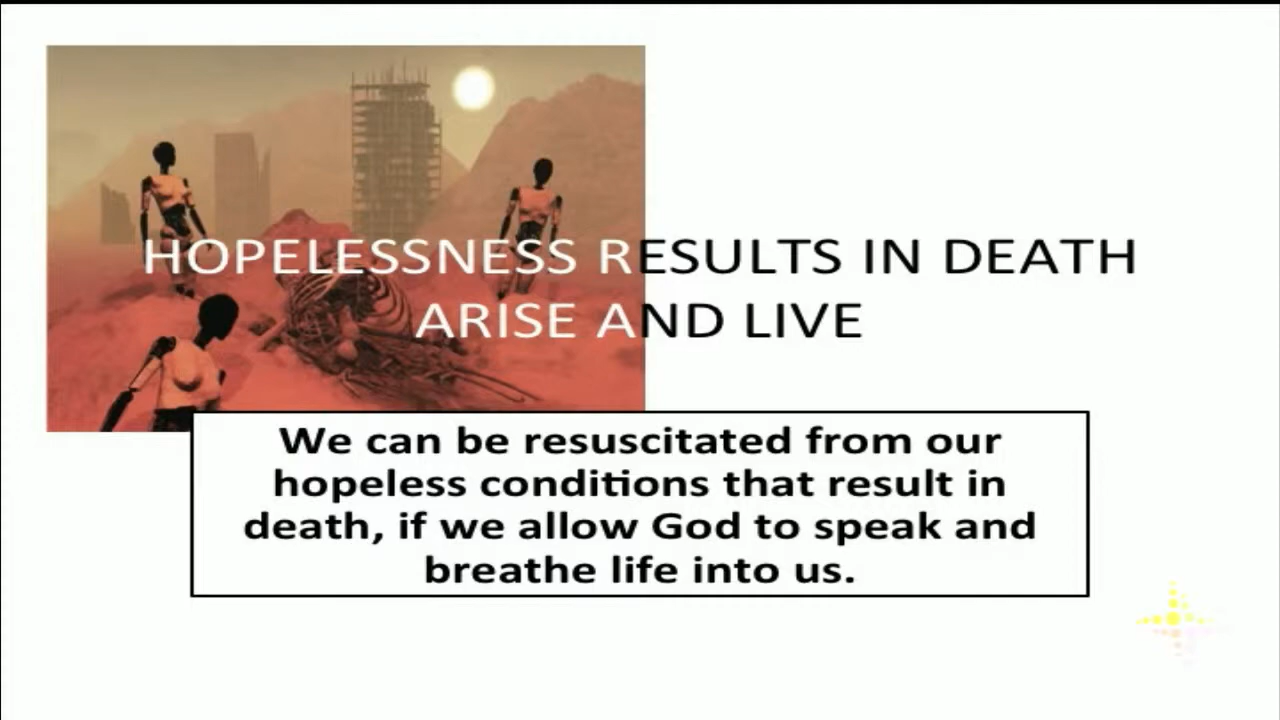 HOPELESSNESS RESULTS IN DEATH
ARISE AND LIVE
We can be resuscitated from our
hopeless conditions that result in
death, if we allow God to speak and
breathe life into us.